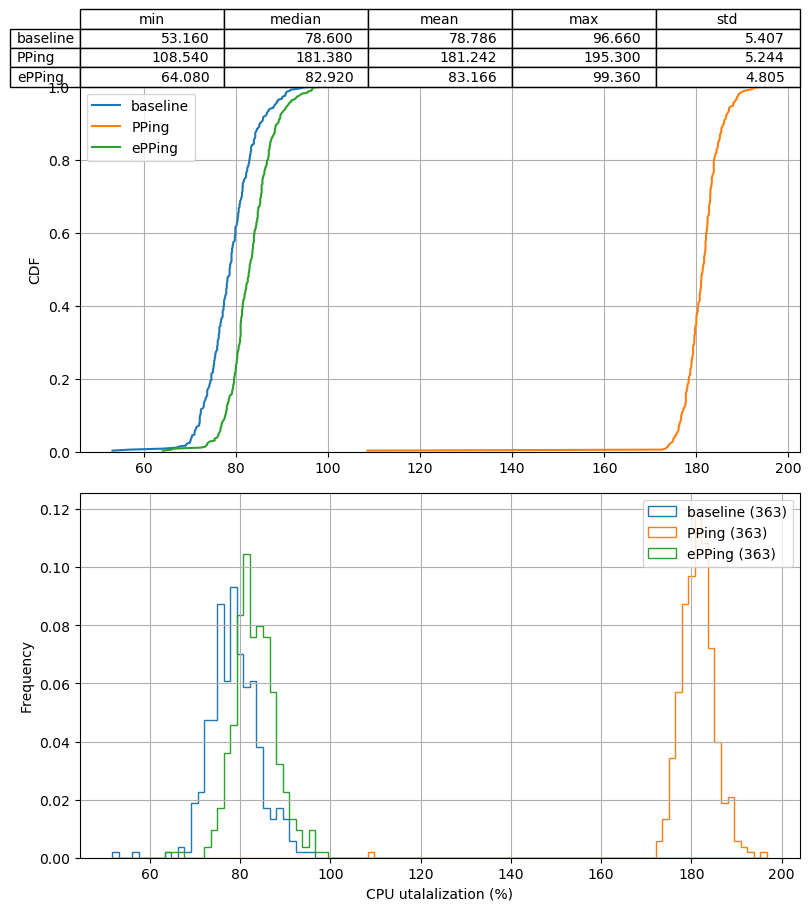 min median mean max std
baseline 53.160 78.600 78.786 96.660 5.407
PPing 108.540 181.380 181.242 195.300 5.244
ePPing 64.080 82.920 83.166 99.360 4.805
1.0
baseline
PPing
ePPing
0.8
0.6
CDF
0.4
0.2
0.0
60 80 100 120 140 160 180 200
0.12
baseline (363)
PPing (363)
ePPing (363)
0.10
0.08
0.06
Frequency
0.04
0.02
0.00
60 80 100 120 140 160 180 200
CPU utalalization (%)